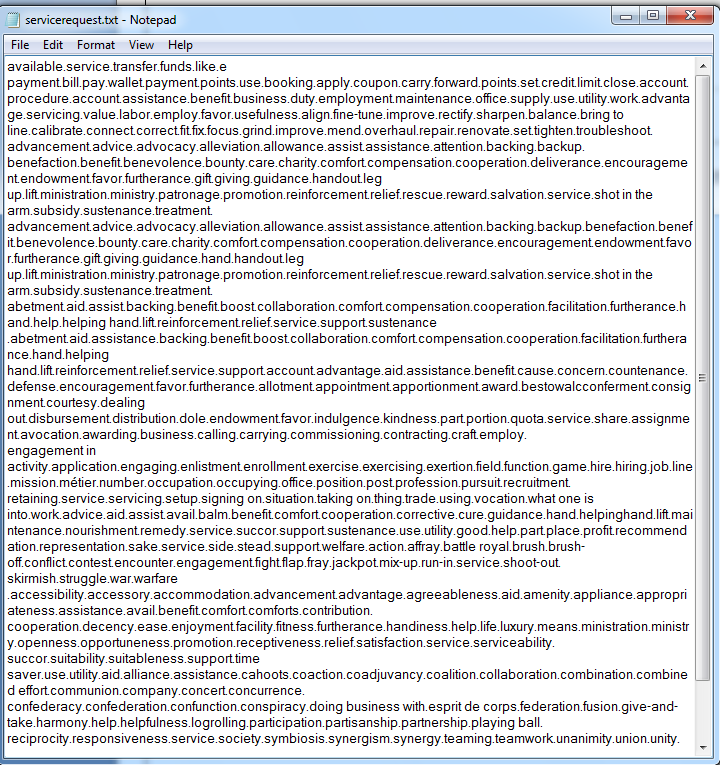 servicerequest.txt - Notepad
File Edit Format View Help
available.service.transfer.funds.like.e
payment.bill.pay.wallet.payment.points.use.booking.apply.coupon.carry.forward.points.set.credit.limit.close.account.
procedure.account.assistance.benefit.business.duty.employment.maintenance.office.supply.use.utility.work.advanta
ge.servicing.value.labor.employ.favor.usefulness.align.fine-tune.improve.rectify.sharpen.balance.bring to
line.calibrate.connect.correct.fit.fix.focus.grind.improve.mend.overhaul.repair.renovate.set.tighten.troubleshoot.
advancement.advice.advocacy.alleviation.allowance.assist.assistance.attention.backing.backup.
benefaction.benefit.benevolence.bounty.care.charity.comfort.compensation.cooperation.deliverance.encourageme
nt.endowment.favor.furtherance.gift.giving.guidance.handout.leg
up.lift.ministration.ministry.patronage.promotion.reinforcement.relief.rescue.reward.salvation.service.shot in the
arm.subsidy.sustenance.treatment.
advancement.advice.advocacy.alleviation.allowance.assist.assistance.attention.backing.backup.benefaction.benef
it.benevolence.bounty.care.charity.comfort.compensation.cooperation.deliverance.encouragement.endowment.favo
r.furtherance.gift.giving.guidance.hand.handout.leg
up.lift.ministration.ministry.patronage.promotion.reinforcement.relief.rescue.reward.salvation.service.shot in the
arm.subsidy.sustenance.treatment.
abetment.aid.assist.backing.benefit.boost.collaboration.comfort.compensation.cooperation.facilitation.furtherance.h
and.help.helping hand.lift.reinforcement.relief.service.support.sustenance
.abetment.aid.assistance.backing.benefit.boost.collaboration.comfort.compensation.cooperation.facilitation.furthera
nce.hand.helping
hand.lift.reinforcement.relief.service.support.account.advantage.aid.assistance.benefit.cause.concern.countenance.
defense.encouragement.favor.furtherance.allotment.appointment.apportionment.award.bestowalcconferment.consig
nment.courtesy.dealing
out.disbursement.distribution.dole.endowment.favor.indulgence.kindness.part.portion.quota.service.share.assignme
nt.avocation.awarding.business.calling.carrying.commissioning.contracting.craft.employ.
engagement in
activity.application.engaging.enlistment.enrollment.exercise.exercising.exertion.field.function.game.hire.hiring.job.line
.mission.métier.number.occupation.occupying.office.position.post.profession.pursuit.recruitment.
retaining.service.servicing.setup.signing on.situation.taking on.thing.trade.using.vocation.what one is
into.work.advice.aid.assist.avail.balm.benefit.comfort.cooperation.corrective.cure.guidance.hand.helpinghand.lift.mai
ntenance.nourishment.remedy.service.succor.support.sustenance.use.utility.good.help.part.place.profit.recommend
ation.representation.sake.service.side.stead.support.welfare.action.affray.battle royal.brush.brush-
off.conflict.contest.encounter.engagement.fight.flap.fray.jackpot.mix-up.run-in.service.shoot-out.
skirmish.struggle.war.warfare
.accessibility.accessory.accommodation.advancement.advantage.agreeableness.aid.amenity.appliance.appropri
ateness.assistance.avail.benefit.comfort.comforts.contribution.
cooperation.decency.ease.enjoyment.facility.fitness.furtherance.handiness.help.life.luxury.means.ministration.ministr
y.openness.opportuneness.promotion.receptiveness.relief.satisfaction.service.serviceability.
succor.suitability.suitableness.support.time
saver.use.utility.aid.alliance.assistance.cahoots.coaction.coadjuvancy.coalition.collaboration.combination.combine
d effort.communion.company.concert.concurrence.
confederacy.confederation.confunction.conspiracy.doing business with.esprit de corps.federation.fusion.give-and-
take.harmony.help.helpfulness.logrolling.participation.partisanship.partnership.playing ball.
reciprocity.responsiveness.service.society.symbiosis.synergism.synergy.teaming.teamwork.unanimity.union.unity.